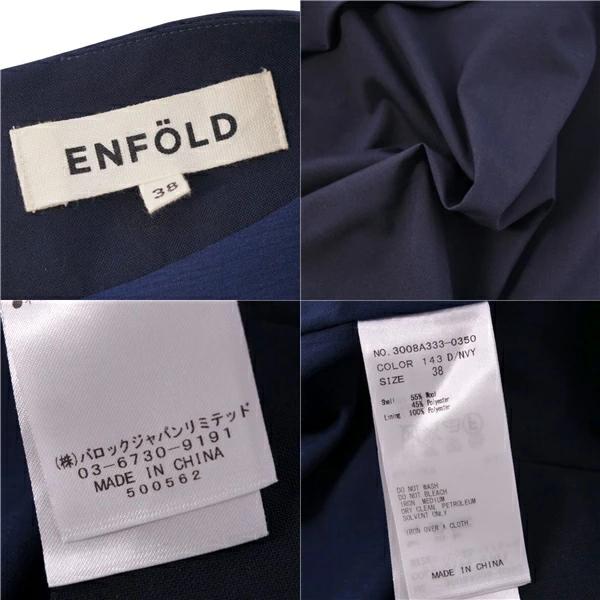 ENFÖLD
38
(株)バロックジャパンリミテッド
03-6730-9191
MADE IN CHINA
500562
NO. 3008A333-0350
COLOR 143 D/NVY
SIZE 38
Shell 55% Wool
45% Polyester
Lining 100% Polyester
DO NOT WASH
DO NOT BLEACH
IRON MEDIUM
DRY CLEAN PETROLEUM
SOLVENT ONLY
IRON OVER A CLOTH
MADE IN CHINA